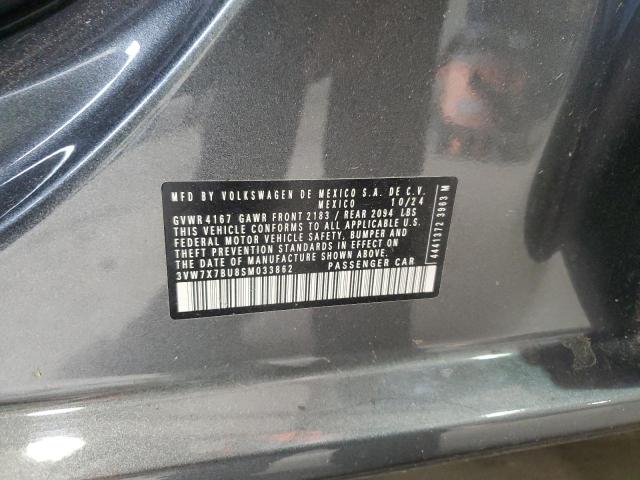 MFD BY VOLKSWAGEN DE MEXICO S.A. DE C.V.
MEXICO 10/24
GVWR 4167 GAWR FRONT 2183 / REAR 2094 LBS
THIS VEHICLE CONFORMS TO ALL APPLICABLE U.S.
FEDERAL MOTOR VEHICLE SAFETY, BUMPER AND
THEFT PREVENTION STANDARDS IN EFFECT ON
THE DATE OF MANUFACTURE SHOWN ABOVE.
3VW7X7BU8SM033862 PASSENGER CAR
4441372 3963 M